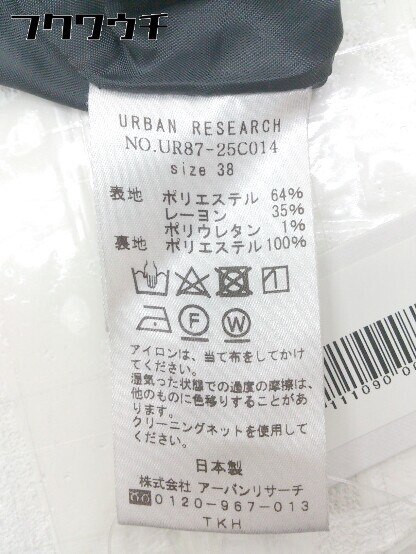 フクウウチ
URBAN RESEARCH
NO.UR87-25C014
size 38
表地 ポリエステル 64%
レーヨン 35%
ポリウレタン 1%
裏地 ポリエステル100%
F W
アイロンは、当て布をしてかけ
てください。
湿気った状態での過度の摩擦は、
他のものに色移りすることがあ
ります。
クリーニングネットを使用して
ください。
日本製
株式会社 アーバンリサーチ
0120-967-013
TKH
111090 00